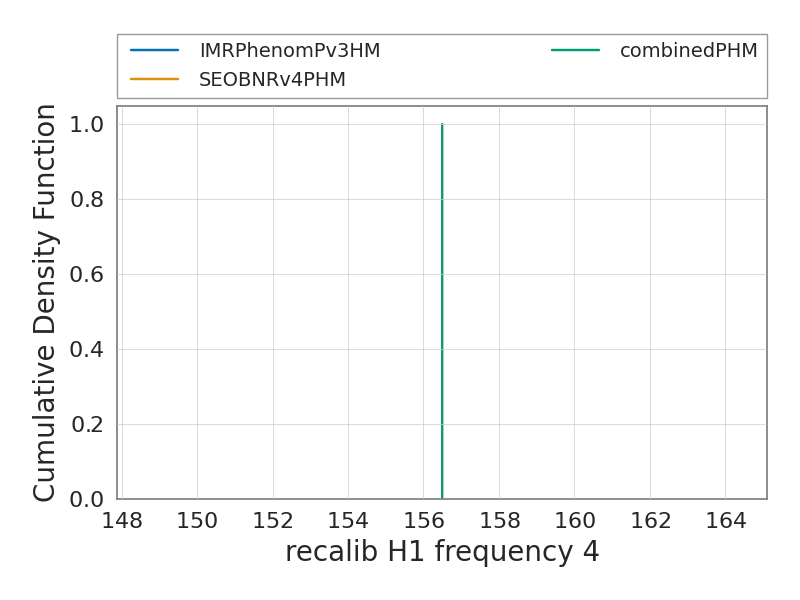 IMRPhenomPv3HM
SEOBNRv4PHM
combinedPHM
Cumulative Density Function
1.0
0.8
0.6
0.4
0.2
0.0
148 150 152 154 156 158 160 162 164
recalib H1 frequency 4